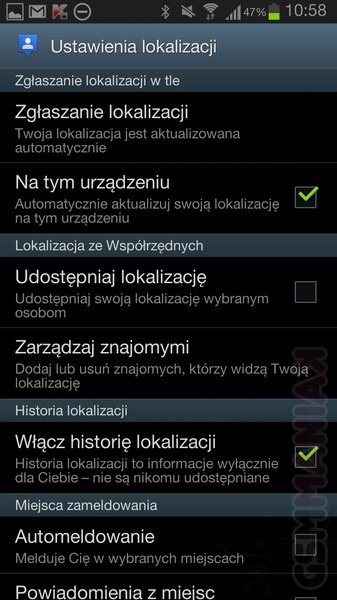 47% 10:58
Ustawienia lokalizacji
Zgłaszanie lokalizacji w tle
Zgłaszanie lokalizacji
Twoja lokalizacja jest aktualizowana
automatycznie
Na tym urządzeniu
Automatycznie aktualizuj swoją lokalizację
na tym urządzeniu
Lokalizacja ze Współrzędnych
Udostępniaj lokalizację
Udostępniaj swoją lokalizację wybranym
osobom
Zarządzaj znajomymi
Dodaj lub usuń znajomych, którzy widzą Twoją
lokalizację
Historia lokalizacji
Włącz historię lokalizacji
Historia lokalizacji to informacje wyłącznie
dla Ciebie – nie są nikomu udostępniane
Miejsca zameldowania
Automeldowanie
Melduje Cię w wybranych miejscach
Powiadomienia z miejsc
GSMMANIAK